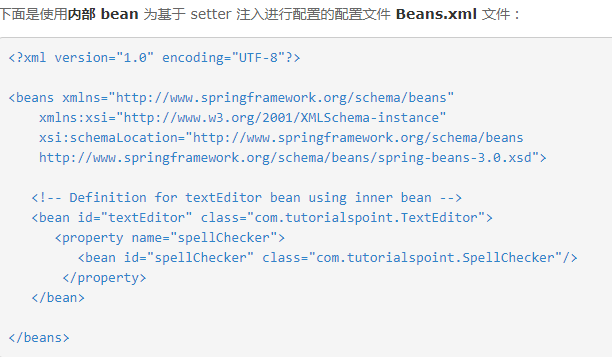 下面是使用内部 bean 为基于 setter 注入进行配置的配置文件 Beans.xml 文件：
<?xml version="1.0" encoding="UTF-8"?>
<beans xmlns="http://www.springframework.org/schema/beans"
    xmlns:xsi="http://www.w3.org/2001/XMLSchema-instance"
    xsi:schemaLocation="http://www.springframework.org/schema/beans
    http://www.springframework.org/schema/beans/spring-beans-3.0.xsd">
   <!-- Definition for textEditor bean using inner bean -->
   <bean id="textEditor" class="com.tutorialspoint.TextEditor">
      <property name="spellChecker">
         <bean id="spellChecker" class="com.tutorialspoint.SpellChecker"/>
       </property>
   </bean>
</beans>